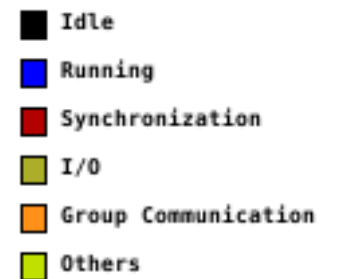 Idle
Running
Synchronization
I/O
Group Communication
Others